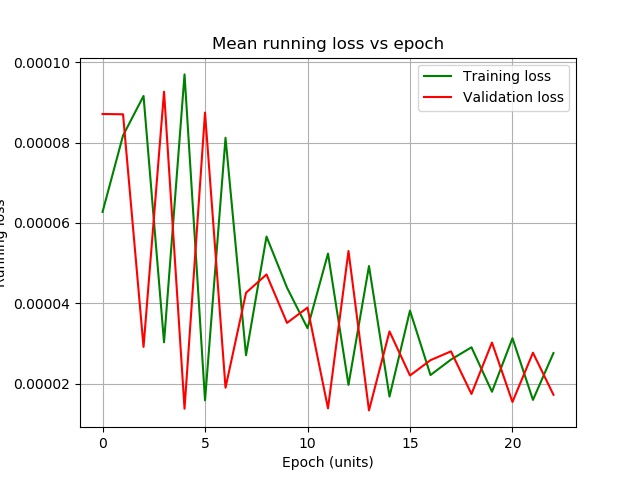 Mean running loss vs epoch
0.00010
0.00008
0.00006
0.00004
0.00002
Training loss
Validation loss
Running loss
0
5
10
15
20
Epoch (units)